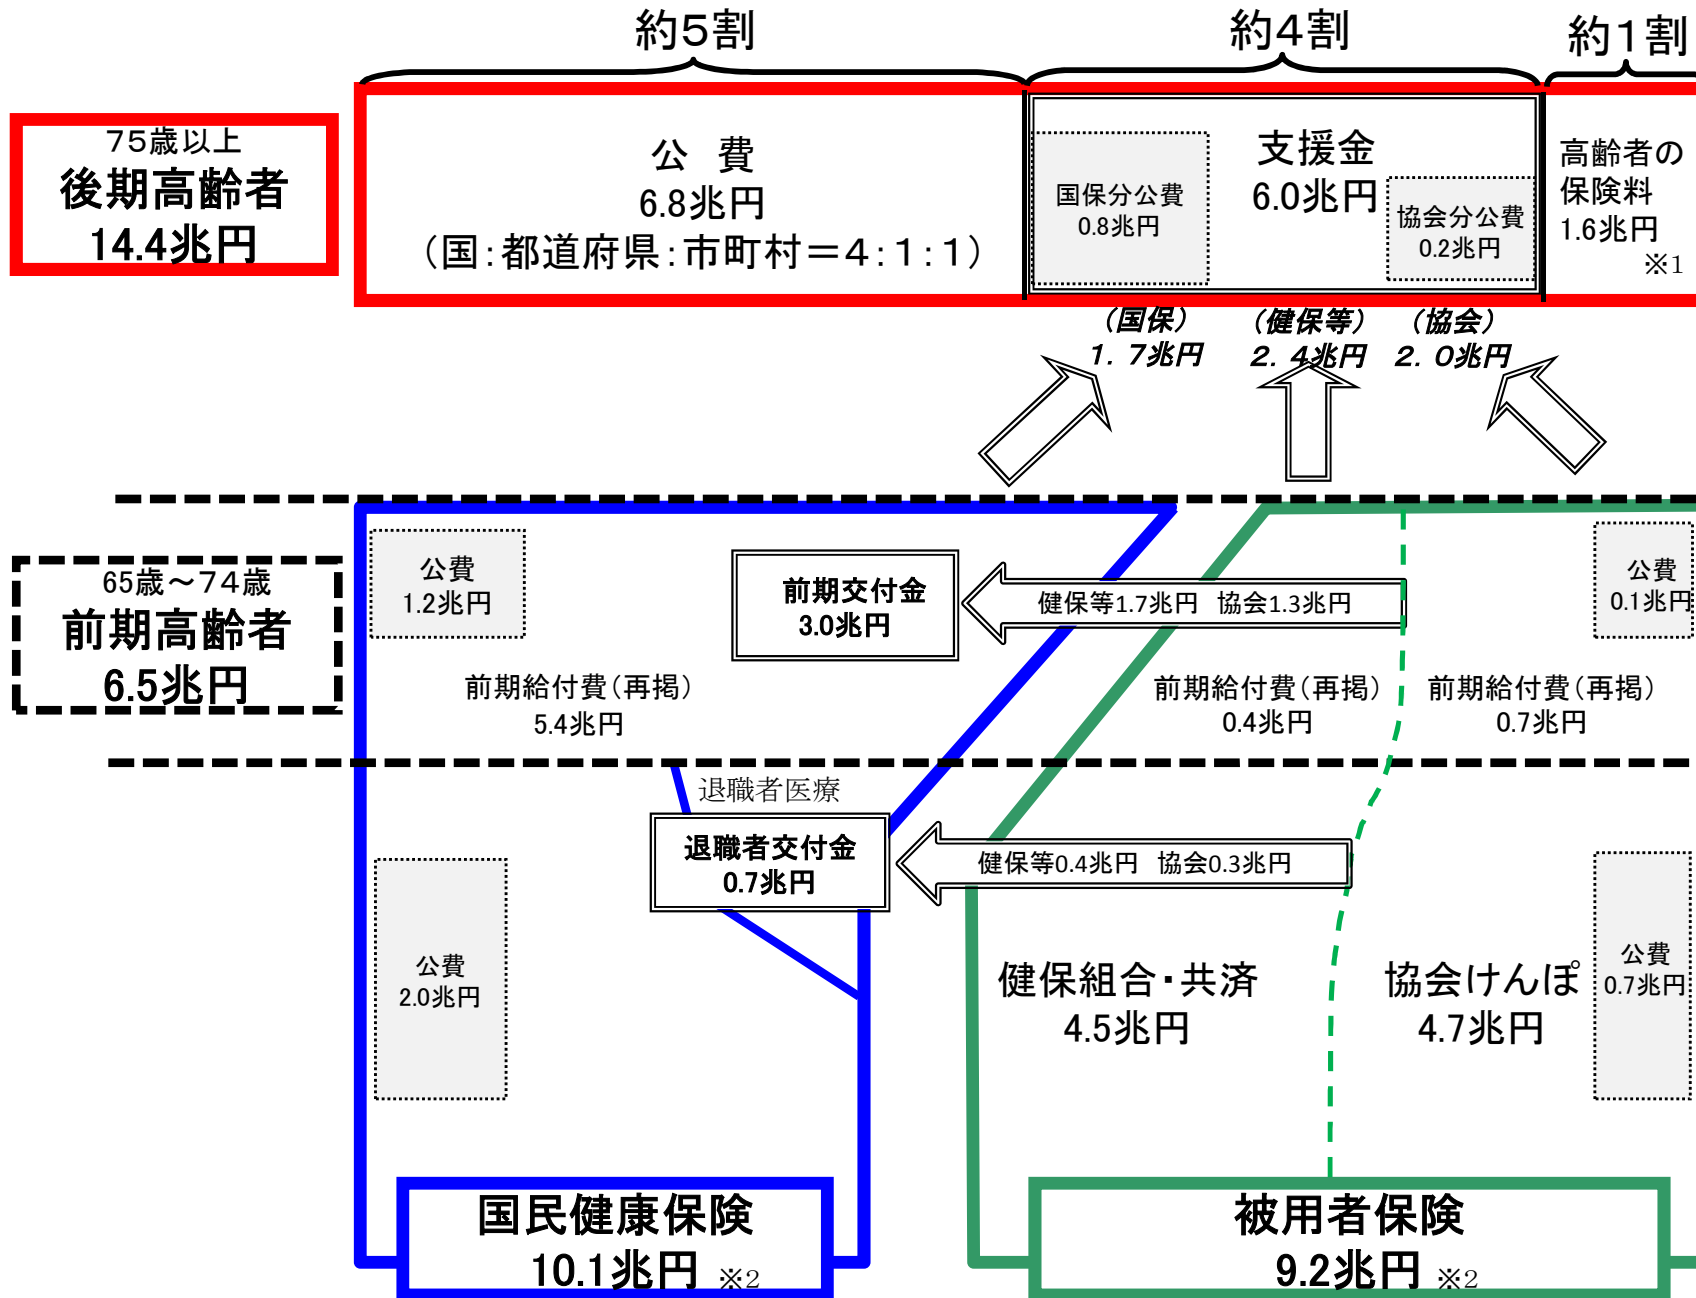 約5割
約4割
約1割
75歳以上
後期高齢者
14.4兆円
公 費
6.8兆円
（国：都道府県：市町村＝4：1：1）
国保分公費
0.8兆円
支援金
6.0兆円
協会分公費
0.2兆円
高齢者の
保険料
1.6兆円
※1
（国保）
1．7兆円
（健保等）
2．4兆円
（協会）
2．0兆円
65歳～74歳
前期高齢者
6.5兆円
公費
1.2兆円
前期交付金
3.0兆円
健保等1.7兆円 協会1.3兆円
公費
0.1兆円
前期給付費（再掲）
5.4兆円
前期給付費（再掲）
0.4兆円
前期給付費（再掲）
0.7兆円
退職者医療
退職者交付金
0.7兆円
健保等0.4兆円 協会0.3兆円
公費
2.0兆円
健保組合・共済
4.5兆円
協会けんぽ
4.7兆円
公費
0.7兆円
国民健康保険
10.1兆円 ※2
被用者保険
9.2兆円 ※2